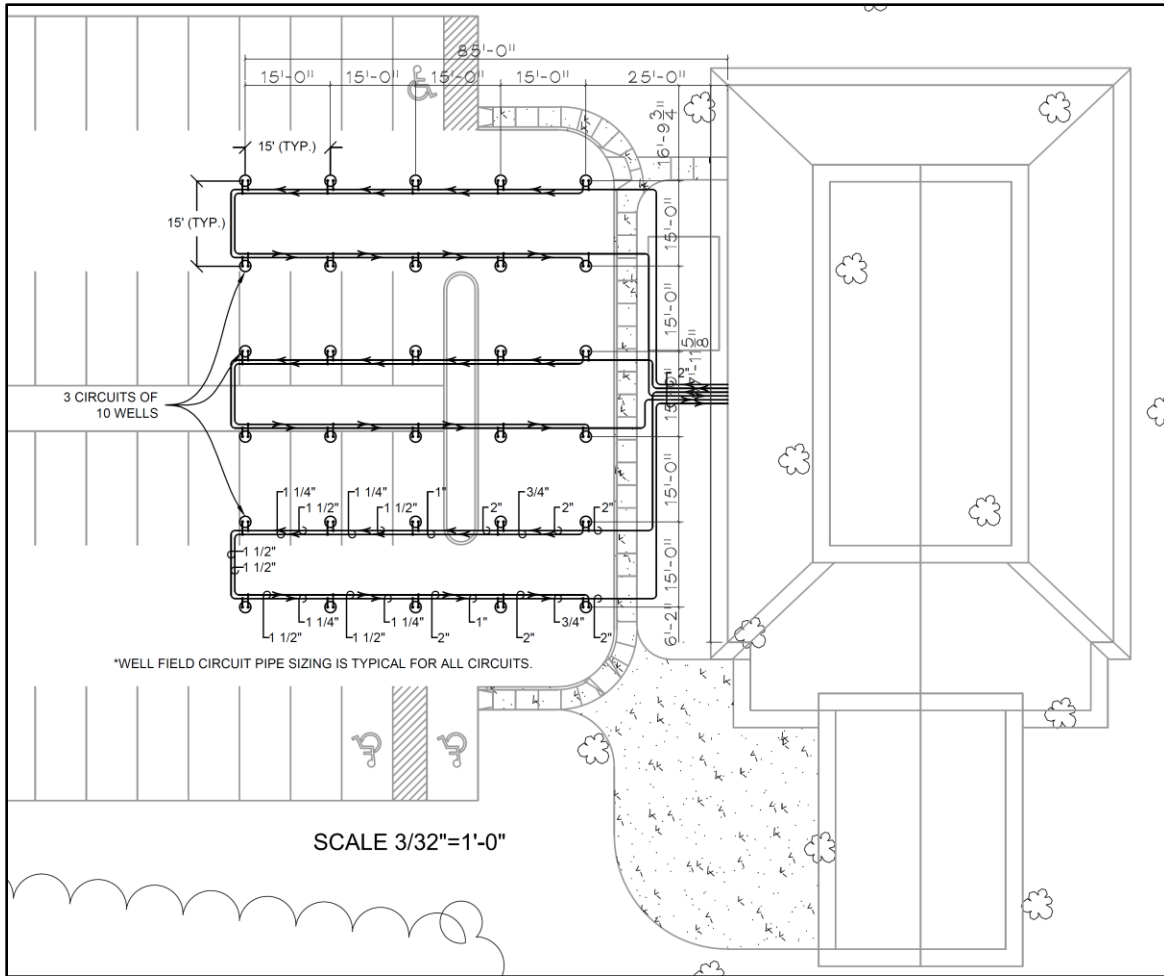 85'-0"
15'-0" 15'-0" 15'-0" 15'-0" 25'-0"
16'-9 3/4"
15' (TYP.)
15' (TYP.)
15'-0"
15'-0"
2"
3 CIRCUITS OF
10 WELLS
15'-0"
1 1/4" 1 1/4" 1" 3/4"
1 1/2" 1 1/2" 2" 2" 2"
15'-0"
1 1/2"
1 1/2"
15'-0"
6'-2"
1 1/4" 1 1/4" 1" 3/4"
1 1/2" 1 1/2" 2" 2" 2"
*WELL FIELD CIRCUIT PIPE SIZING IS TYPICAL FOR ALL CIRCUITS.
SCALE 3/32"=1'-0"